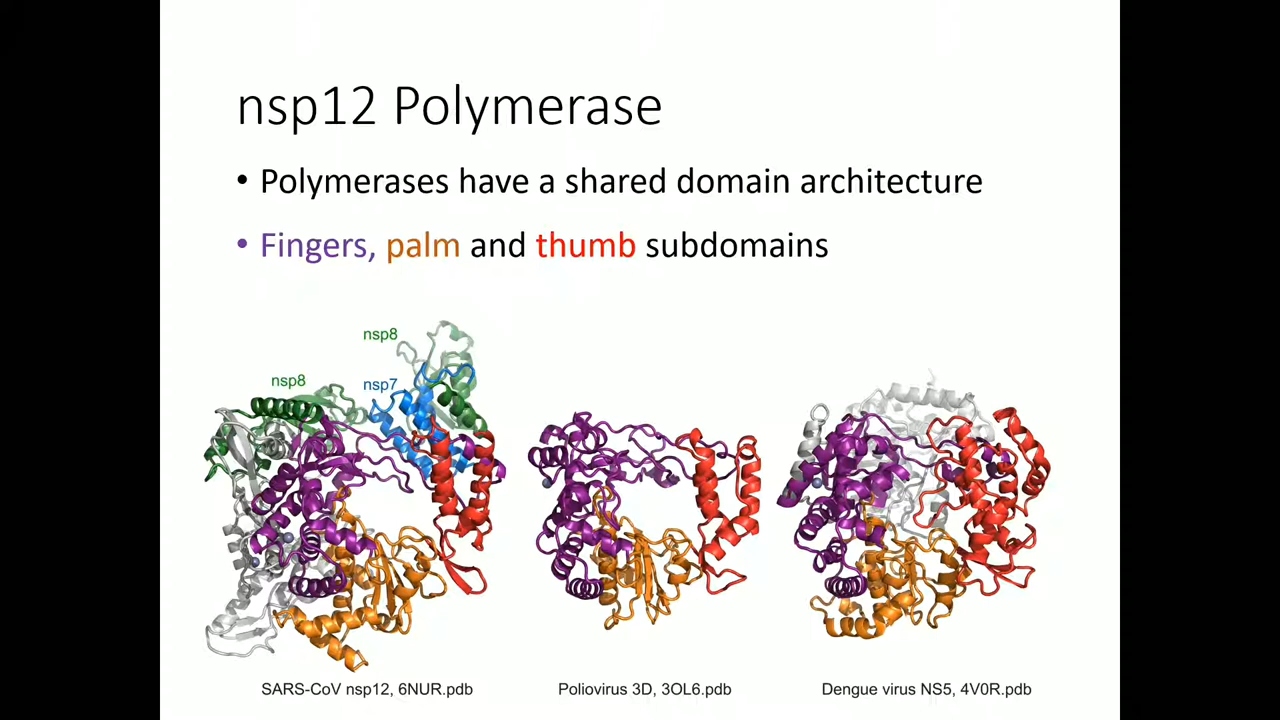 nsp12 Polymerase
• Polymerases have a shared domain architecture
• Fingers, palm and thumb subdomains
nsp8
nsp8
nsp7
SARS-CoV nsp12, 6NUR.pdb
Poliovirus 3D, 3OL6.pdb
Dengue virus NS5, 4V0R.pdb